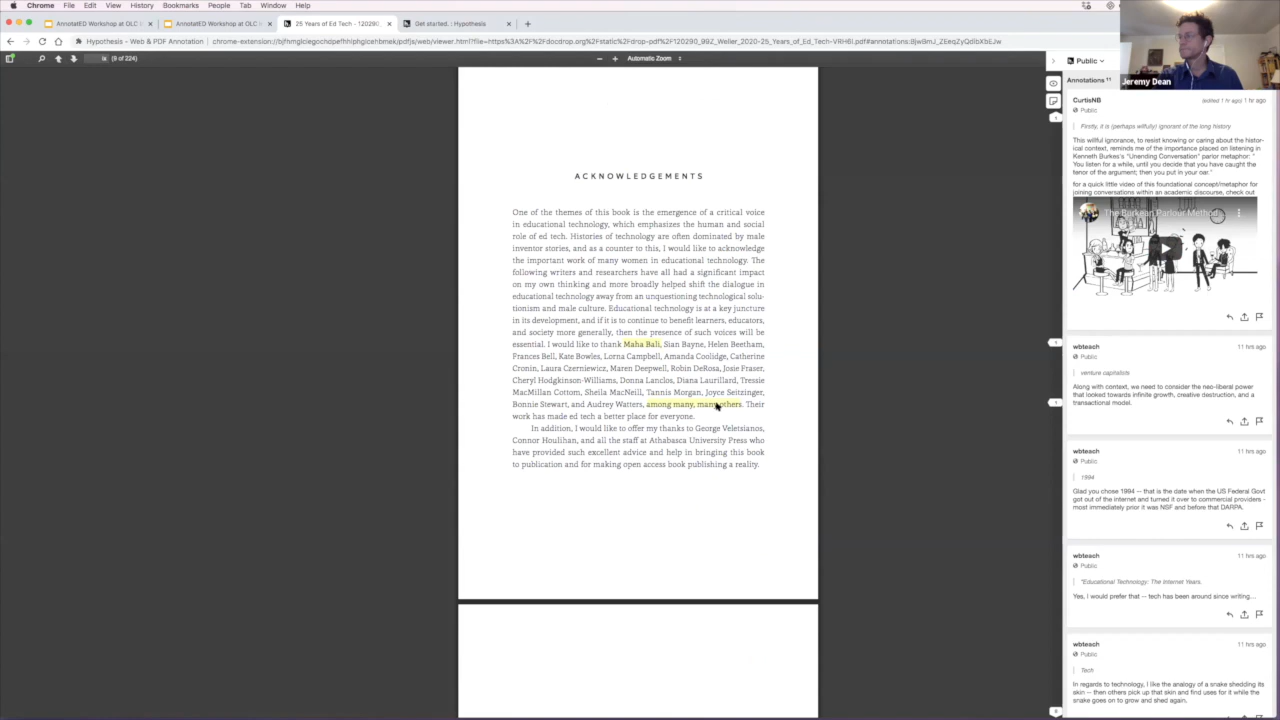 Chrome File Edit View History Bookmarks People Tab Window Help
AnnotatED Workshop at OLC
AnnotatED Workshop at OLC W
25 Years of Ed Tech - 120290
Get started. : Hypothesis
Hypothesis - Web & PDF Annotation
(9 of 224)
Automatic Zoom
Public
Annotations 11
Jeremy Dean
ACKNOWLEDGEMENTS
One of the themes of this book is the emergence of a critical voice
in educational technology, which emphasizes the human and social
role of ed tech. Histories of technology are often dominated by male
inventor stories, and as a counter to this, I would like to acknowledge
the important work of many women in educational technology. The
following writers and researchers have all had a significant impact
on my own thinking and more broadly helped shift the dialogue in
educational technology away from an unquestioning technological solu-
tionism and male culture. Educational technology is at a key juncture
in its development, and if it is to continue to benefit learners, educators,
and society more generally, then the presence of such voices will be
essential. I would like to thank Maha Bali, Sian Bayne, Helen Beetham,
Frances Bell, Kate Bowles, Lorna Campbell, Amanda Coolidge, Catherine
Cronin, Laura Czerniewicz, Maren Deepwell, Robin DeRosa, Josie Fraser,
Cheryl Hodgkinson-Williams, Donna Lanclos, Diana Laurillard, Tressie
MacMillan Cottom, Sheila MacNeill, Tannis Morgan, Joyce Seitzinger,
Bonnie Stewart, and Audrey Watters, among many, many others. Their
work has made ed tech a better place for everyone.
In addition, I would like to offer my thanks to George Veletsianos,
Connor Houlihan, and all the staff at Athabasca University Press who
have provided such excellent advice and help in bringing this book
to publication and for making open access book publishing a reality.
CurtisNB
(edited 1 hr ago) 1 hr ago
Public
Firstly, it is (perhaps wilfully) ignorant of the long history
This willful ignorance, to resist knowing or caring about the histor-
ical context, reminds me of the importance placed on listening in
Kenneth Burkes's "Unending Conversation" parlor metaphor: "
You listen for a while, until you decide that you have caught the
tenor of the argument; then you put in your oar."
for a quick little video of this foundational concept/metaphor for
joining conversations within an academic discourse, check out
The Burkean Parlour Method
wbteach 11 hrs ago
Public
venture capitalists
Along with context, we need to consider the neo-liberal power
that looked towards infinite growth, creative destruction, and a
transactional model.
wbteach 11 hrs ago
Public
1994
Glad you chose 1994 -- that is the date when the US Federal Govt
got out of the internet and turned it over to commercial providers -
most immediately prior it was NSF and before that DARPA.
wbteach 11 hrs ago
Public
"Educational Technology: The Internet Years.
Yes, I would prefer that -- tech has been around since writing…
wbteach 11 hrs ago
Public
Tech
In regards to technology, I like the analogy of a snake shedding its
skin -- then others pick up that skin and find uses for it while the
snake goes on to grow and shed again.